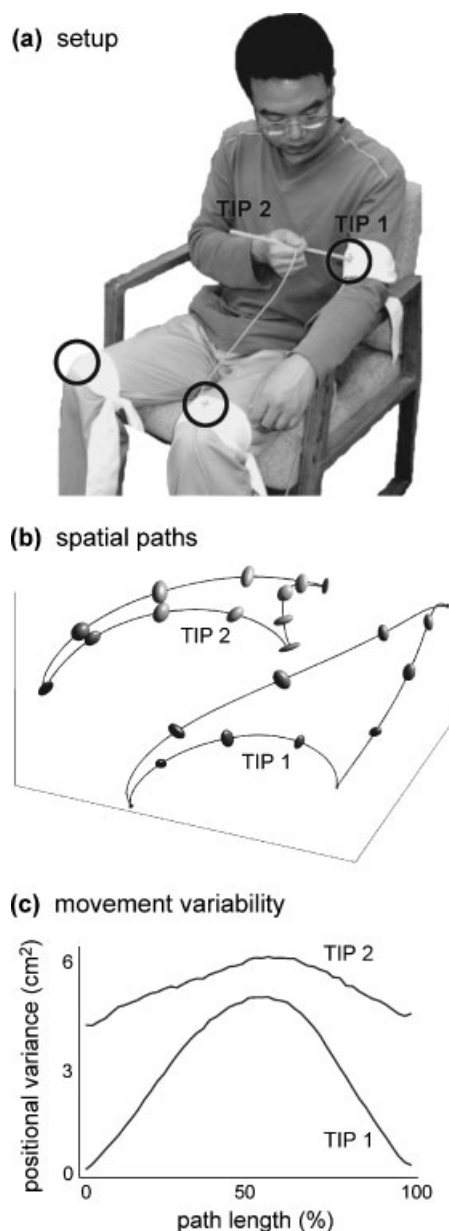 (a) setup
TIP 2
TIP 1
(b) spatial paths
TIP 2
TIP 1
(c) movement variability
positional variance (cm²)
6
3
0
TIP 2
TIP 1
0 50 100
path length (%)